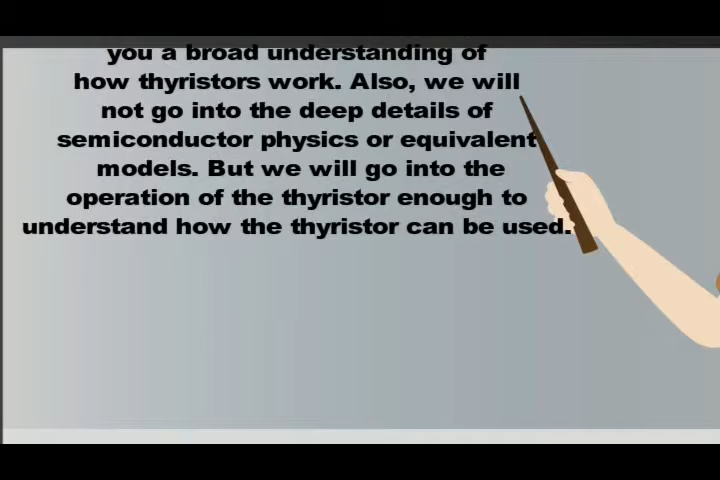 you a broad understanding of
how thyristors work. Also, we will
not go into the deep details of
semiconductor physics or equivalent
models. But we will go into the
operation of the thyristor enough to
understand how the thyristor can be used.